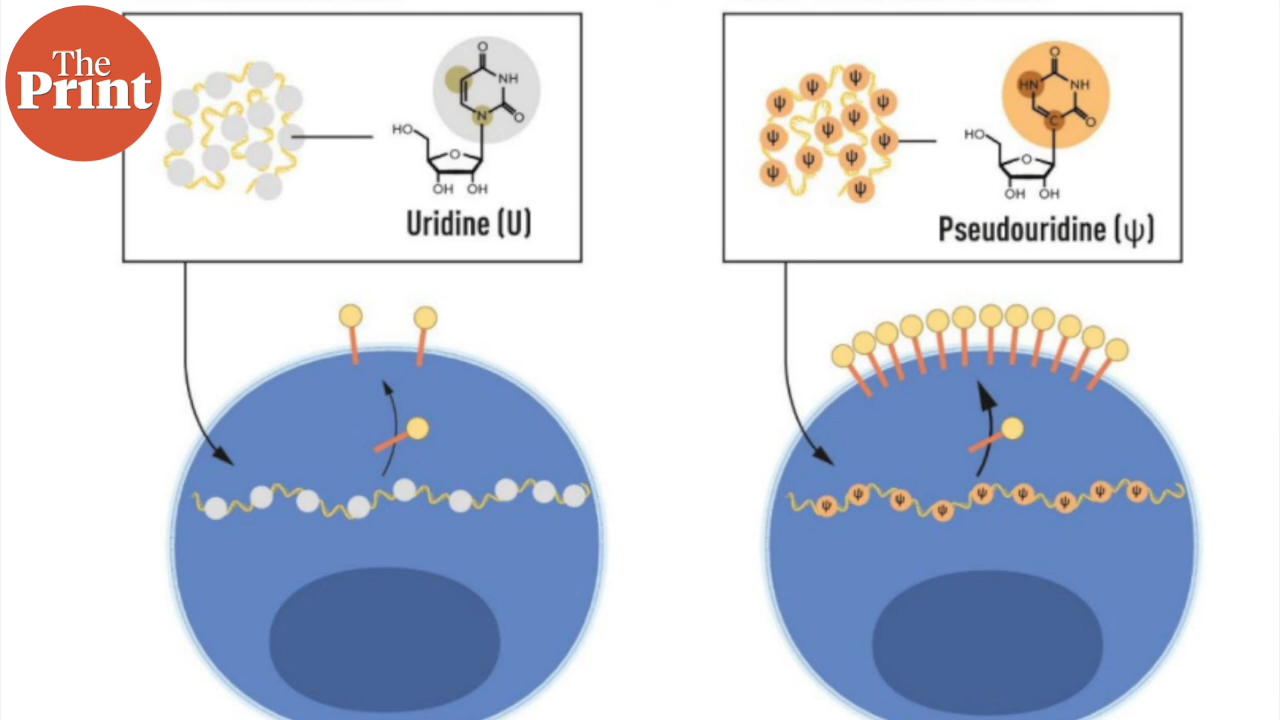 The
Print
O
NH
N
O
HO
O
OH OH
Uridine (U)
ψ
ψ
ψ
ψ
ψ
ψ
ψ
ψ
ψ
ψ
ψ
ψ
O
HN
NH
C
O
HO
O
OH OH
Pseudouridine (ψ)
ψ ψ ψ ψ ψ ψ ψ ψ ψ